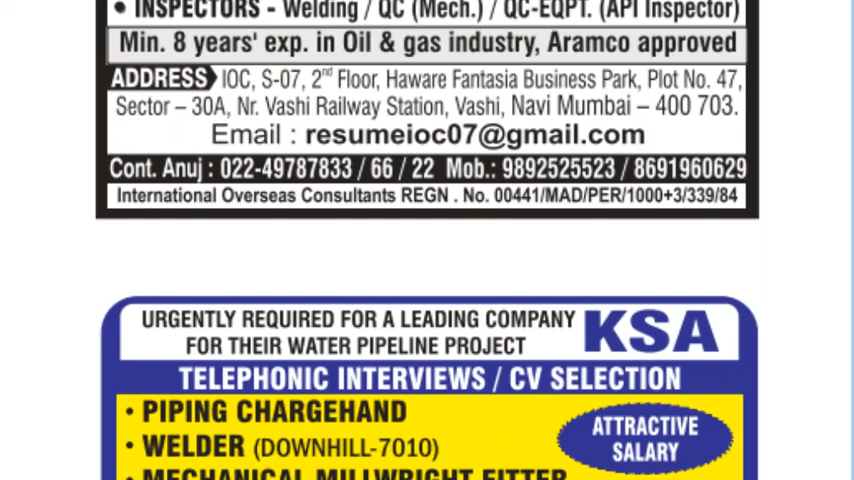 • INSPECTORS - Welding / QC (Mech.) / QC-EQPT. (API Inspector)
Min. 8 years' exp. in Oil & gas industry, Aramco approved
ADDRESS IOC, S-07, 2nd Floor, Haware Fantasia Business Park, Plot No. 47,
Sector – 30A, Nr. Vashi Railway Station, Vashi, Navi Mumbai – 400 703.
Email : resumeioc07@gmail.com
Cont. Anuj : 022-49787833 / 66 / 22 Mob.: 9892525523 / 8691960629
International Overseas Consultants REGN . No. 00441/MAD/PER/1000+3/339/84
URGENTLY REQUIRED FOR A LEADING COMPANY
FOR THEIR WATER PIPELINE PROJECT
KSA
TELEPHONIC INTERVIEWS / CV SELECTION
• PIPING CHARGEHAND
• WELDER (DOWNHILL-7010)
• MECHANICAL MILLWRIGHT FITTER
ATTRACTIVE
SALARY